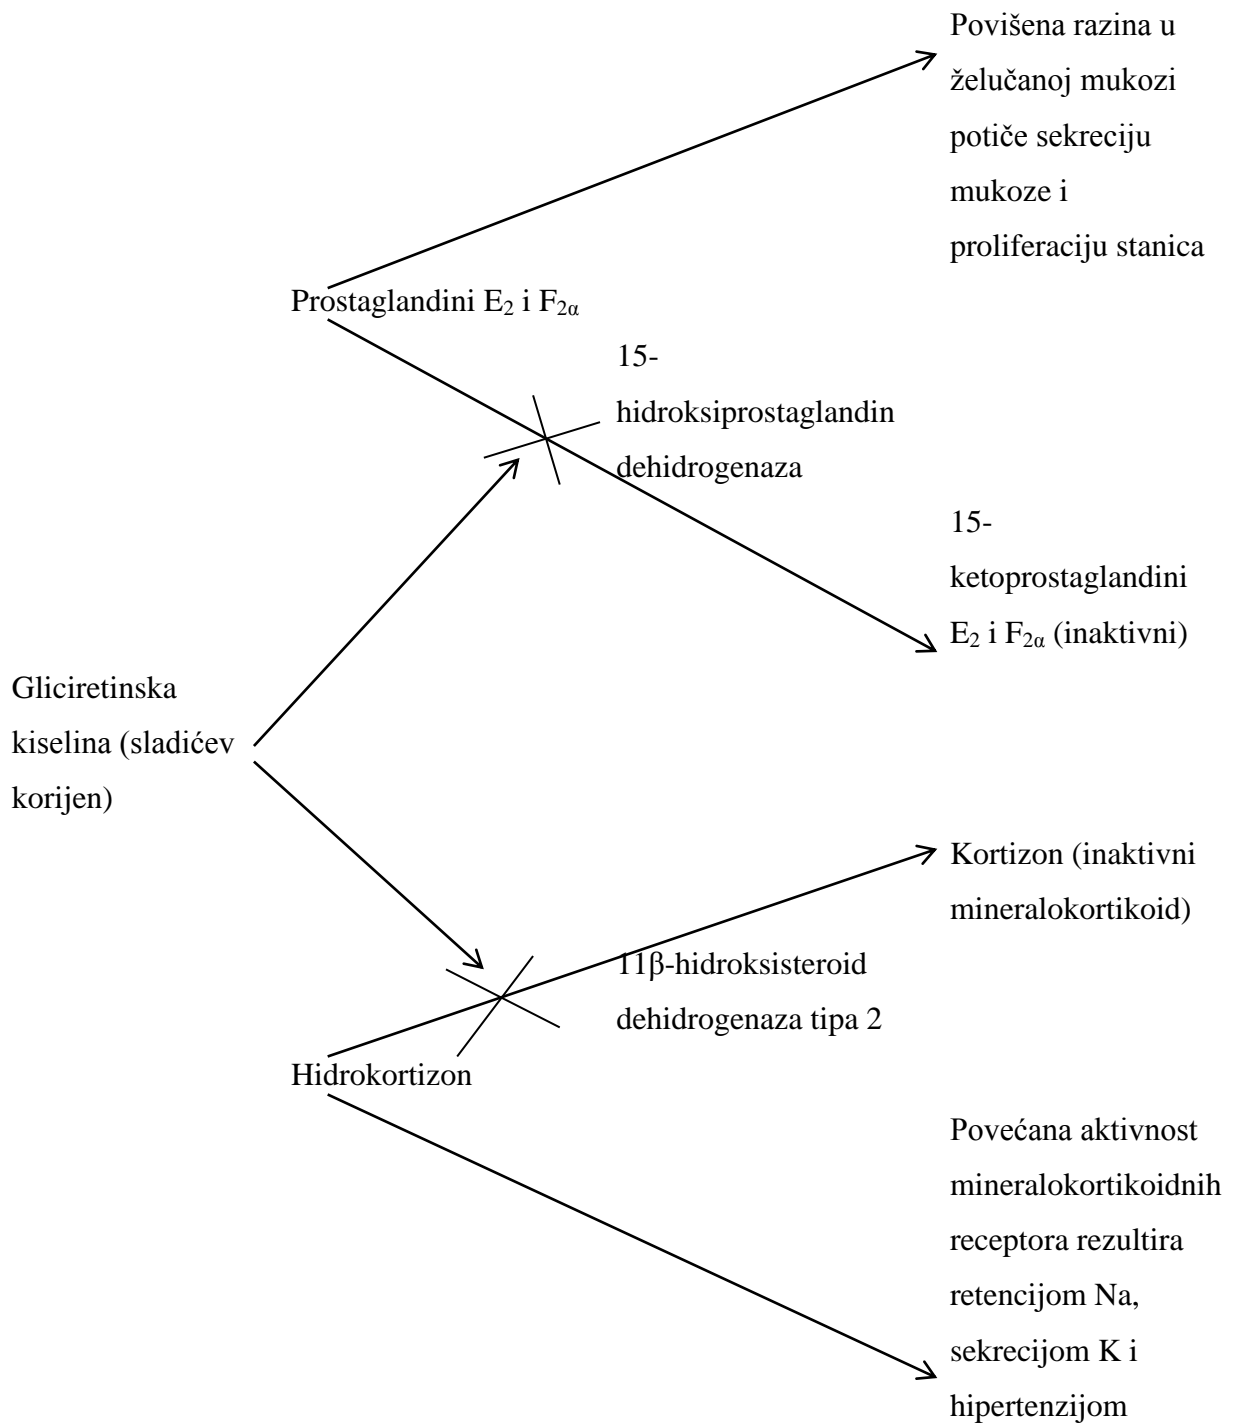 Povišena razina u
želučanoj mukozi
potiče sekreciju
mukoze i
proliferaciju stanica
Prostaglandini E₂ i F₂α
15-
hidroksiprostaglandin
dehidrogenaza
15-
ketoprostaglandini
E₂ i F₂α (inaktivni)
Gliciretinska
kiselina (sladićev
korijen)
Kortizon (inaktivni
mineralokortikoid)
11β-hidroksisteroid
dehidrogenaza tipa 2
Hidrokortizon
Povećana aktivnost
mineralokortikoidnih
receptora rezultira
retencijom Na,
sekrecijom K i
hipertenzijom